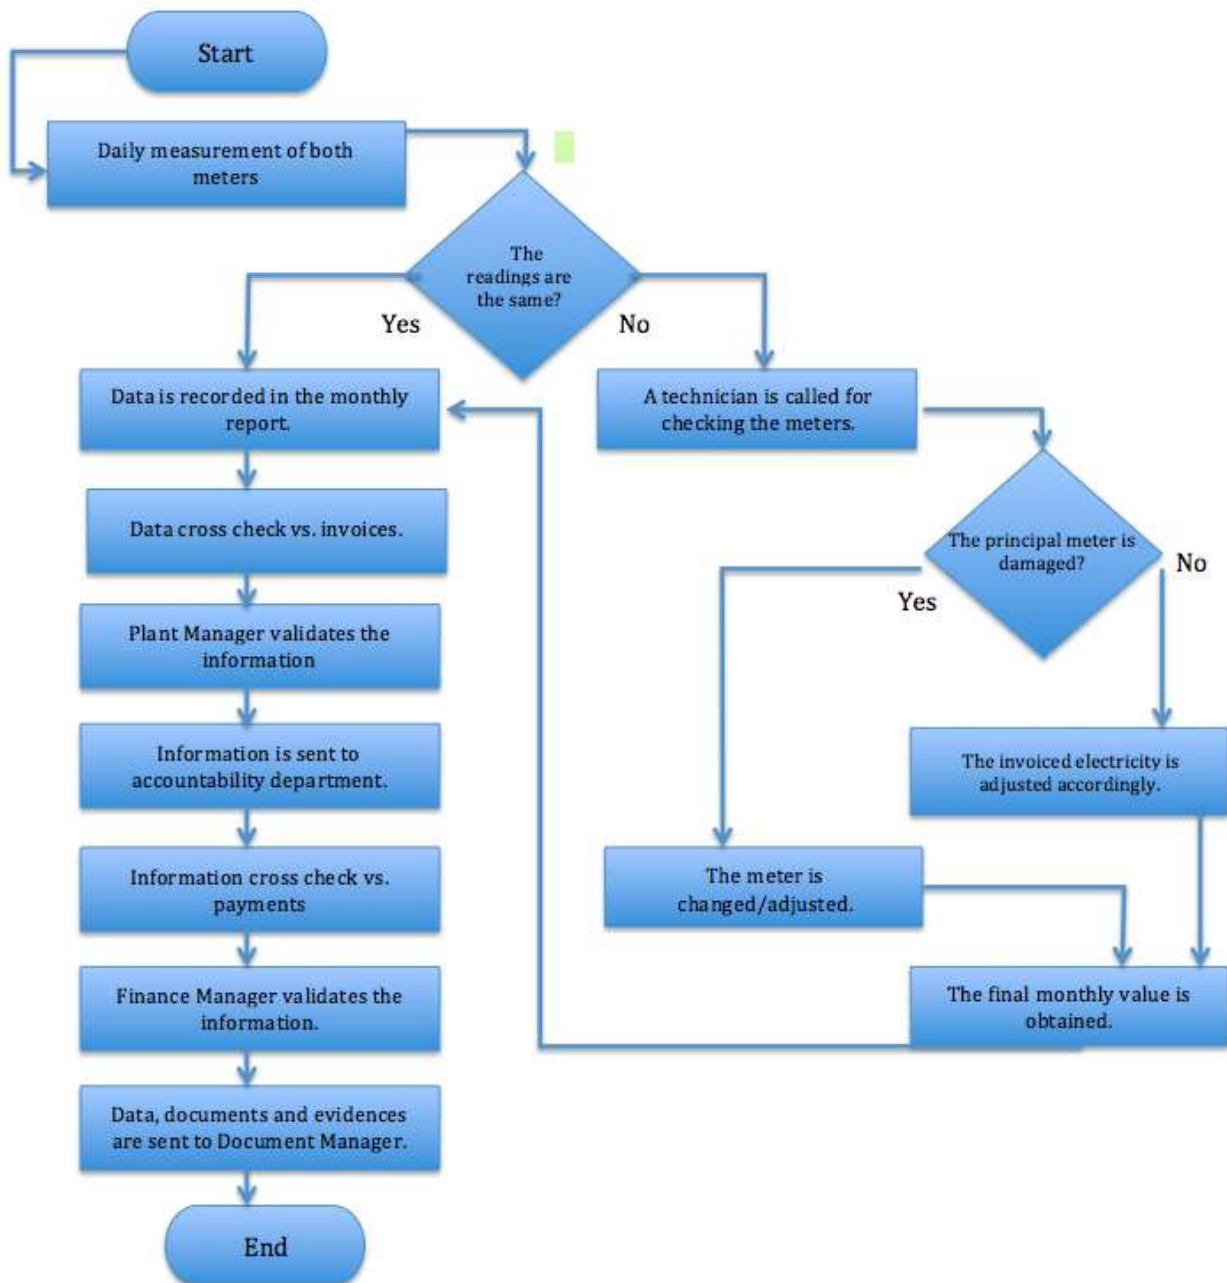 Start
Daily measurement of both
meters
The
readings are
the same?
Yes
No
Data is recorded in the monthly
report.
A technician is called for
checking the meters.
Data cross check vs. invoices.
The principal meter is
damaged?
No
Yes
Plant Manager validates the
information
Information is sent to
accountability department.
The invoiced electricity is
adjusted accordingly.
Information cross check vs.
payments
The meter is
changed/adjusted.
Finance Manager validates the
information.
The final monthly value is
obtained.
Data, documents and evidences
are sent to Document Manager.
End